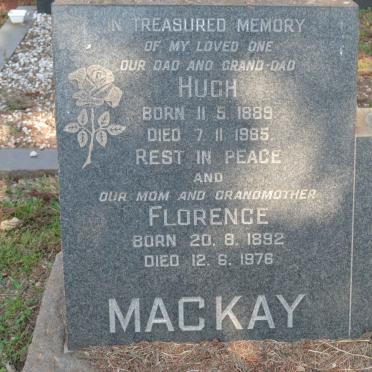 IN TREASURED MEMORY
OF MY LOVED ONE
OUR DAD AND GRAND-DAD
HUGH
BORN 11 5. 1889
DIED 7. 11 1965.
REST IN PEACE
AND
OUR MOM AND GRANDMOTHER
FLORENCE
BORN 20. 8. 1892
DIED 12. 6. 1976
MACKAY